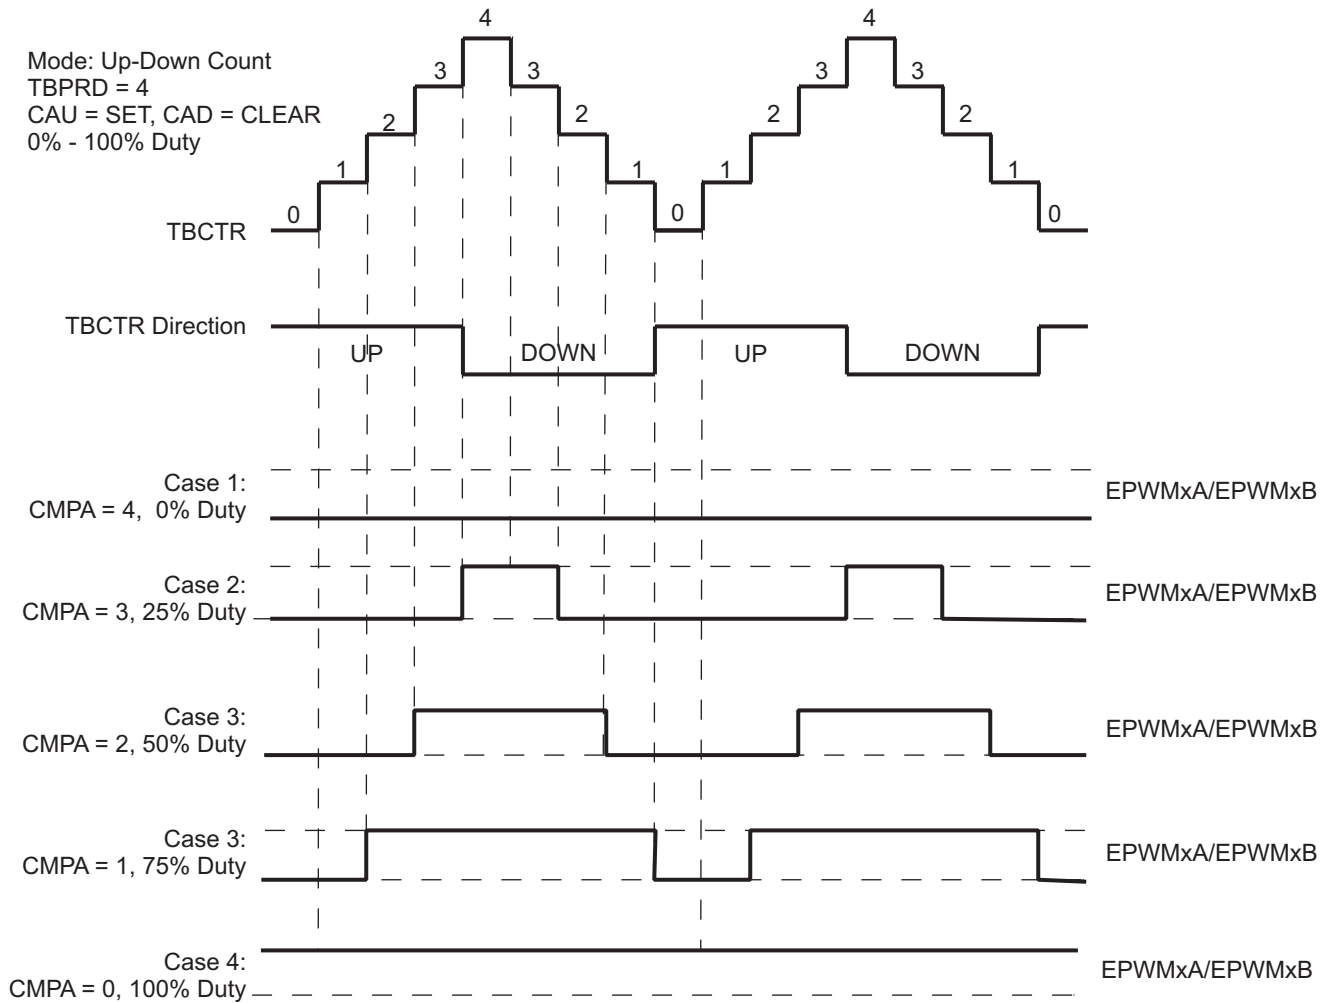 4
4
Mode: Up-Down Count
TBPRD = 4
CAU = SET, CAD = CLEAR
0% - 100% Duty
3
3
3
3
2
2
2
2
1
1
1
1
0
0
0
TBCTR
TBCTR Direction
UP
DOWN
UP
DOWN
Case 1:
CMPA = 4, 0% Duty
EPWMxA/EPWMxB
Case 2:
CMPA = 3, 25% Duty
EPWMxA/EPWMxB
Case 3:
CMPA = 2, 50% Duty
EPWMxA/EPWMxB
Case 3:
CMPA = 1, 75% Duty
EPWMxA/EPWMxB
Case 4:
CMPA = 0, 100% Duty
EPWMxA/EPWMxB